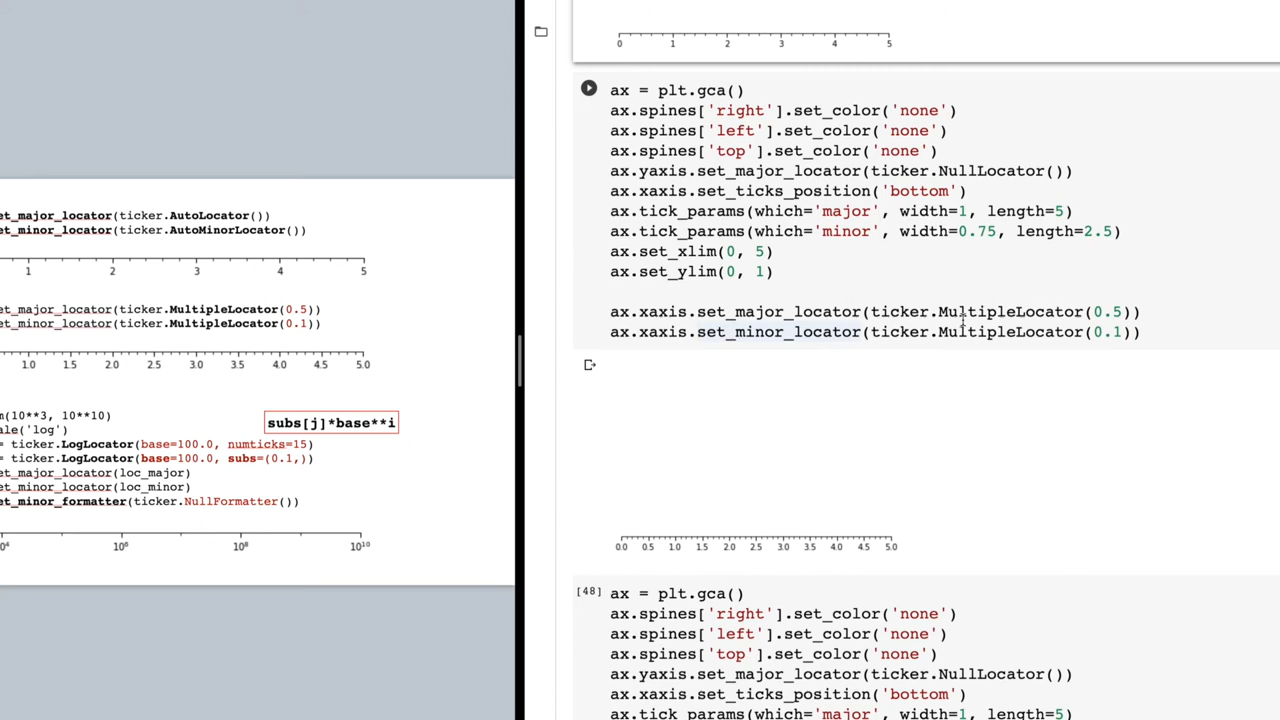 et_major_locator(ticker.AutoLocator())
et_minor_locator(ticker.AutoMinorLocator())
1 2 3 4 5
et_major_locator(ticker.MultipleLocator(0.5))
et_minor_locator(ticker.MultipleLocator(0.1))
1.0 1.5 2.0 2.5 3.0 3.5 4.0 4.5 5.0
m(10**3, 10**10)
ale('log')
subs[j]*base**i
= ticker.LogLocator(base=100.0, numticks=15)
= ticker.LogLocator(base=100.0, subs=(0.1,))
et_major_locator(loc_major)
et_minor_locator(loc_minor)
et_minor_formatter(ticker.NullFormatter())
0⁴ 10⁶ 10⁸ 10¹⁰
0 1 2 3 4 5
ax = plt.gca()
ax.spines['right'].set_color('none')
ax.spines['left'].set_color('none')
ax.spines['top'].set_color('none')
ax.yaxis.set_major_locator(ticker.NullLocator())
ax.xaxis.set_ticks_position('bottom')
ax.tick_params(which='major', width=1, length=5)
ax.tick_params(which='minor', width=0.75, length=2.5)
ax.set_xlim(0, 5)
ax.set_ylim(0, 1)
ax.xaxis.set_major_locator(ticker.MultipleLocator(0.5))
ax.xaxis.set_minor_locator(ticker.MultipleLocator(0.1))
0.0 0.5 1.0 1.5 2.0 2.5 3.0 3.5 4.0 4.5 5.0
[48] ax = plt.gca()
ax.spines['right'].set_color('none')
ax.spines['left'].set_color('none')
ax.spines['top'].set_color('none')
ax.yaxis.set_major_locator(ticker.NullLocator())
ax.xaxis.set_ticks_position('bottom')
ax.tick_params(which='major', width=1, length=5)